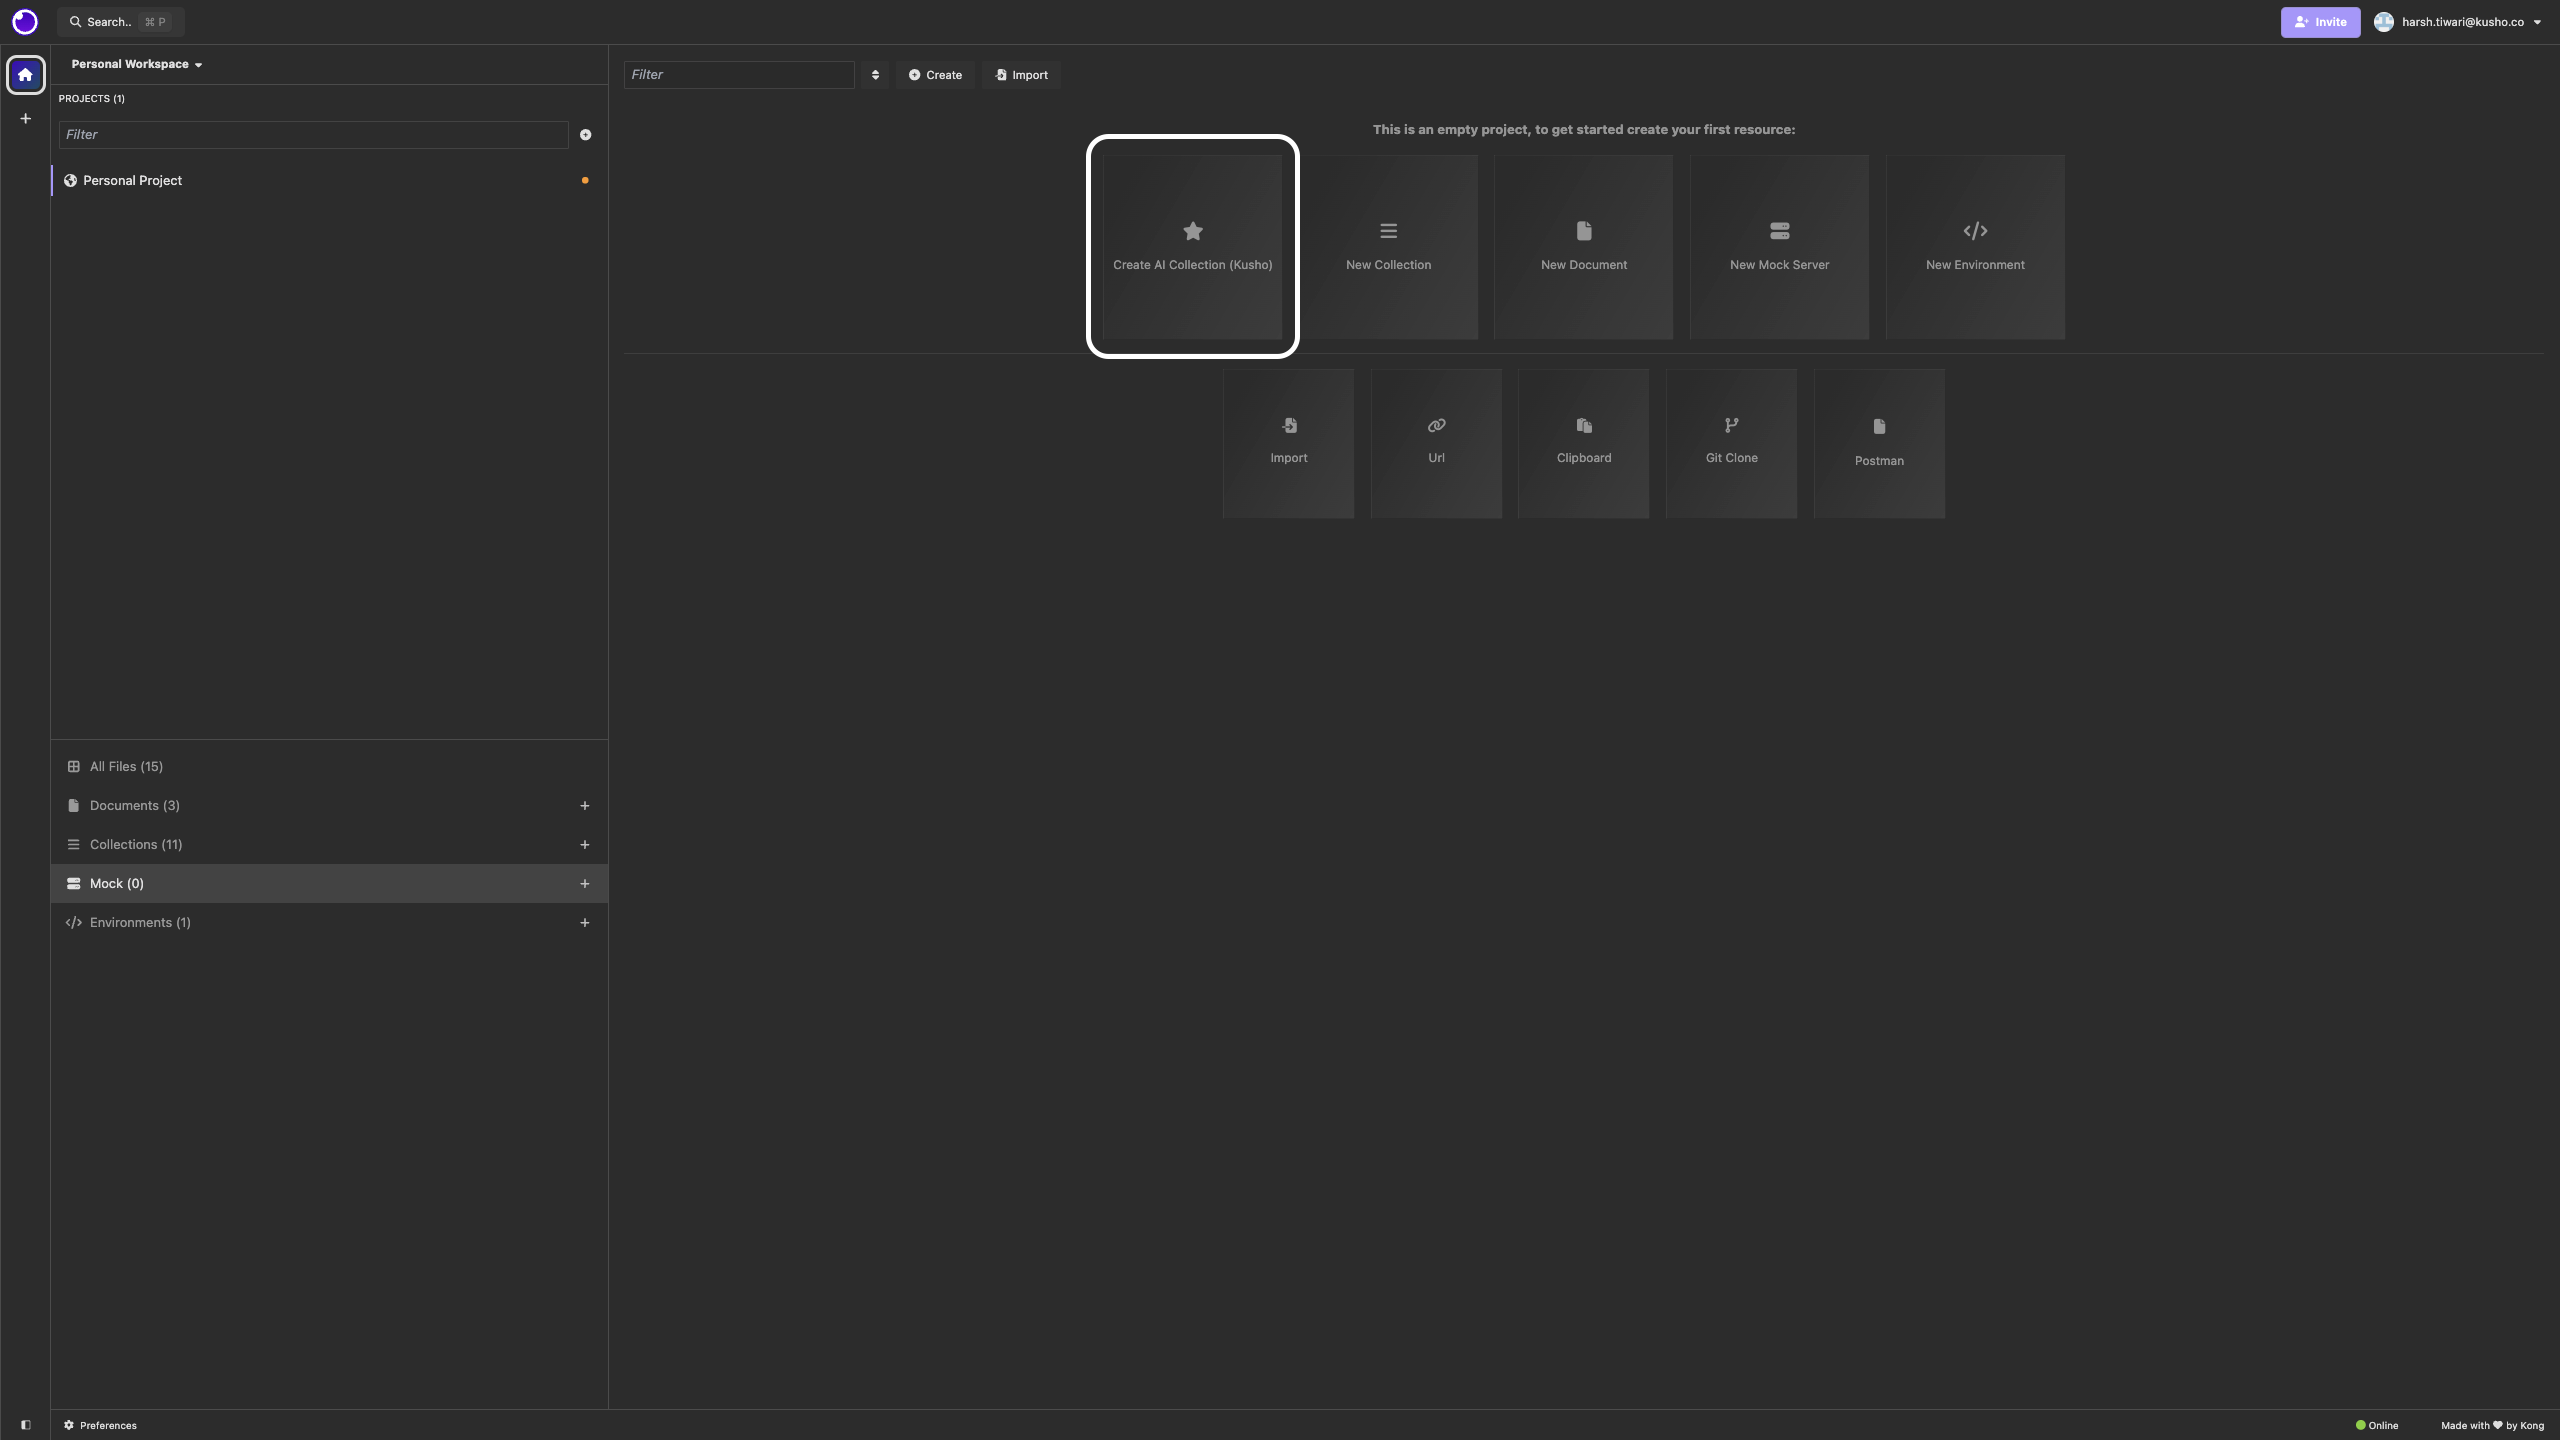 Search..
⌘ P
Invite
harsh.tiwari@kusho.co
Personal Workspace
PROJECTS (1)
Filter
Personal Project
All Files (15)
Documents (3)
Collections (11)
Mock (0)
Environments (1)
Filter
Create
Import
This is an empty project, to get started create your first resource:
Create AI Collection (Kusho)
New Collection
New Document
New Mock Server
New Environment
Import
Url
Clipboard
Git Clone
Postman
Preferences
Online
Made with ♥ by Kong